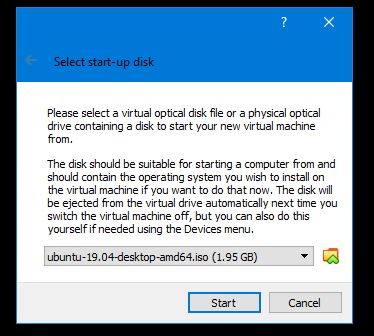 ?
Select start-up disk
Please select a virtual optical disk file or a physical optical
drive containing a disk to start your new virtual machine
from.
The disk should be suitable for starting a computer from and
should contain the operating system you wish to install on
the virtual machine if you want to do that now. The disk will
be ejected from the virtual drive automatically next time you
switch the virtual machine off, but you can also do this
yourself if needed using the Devices menu.
ubuntu-19.04-desktop-amd64.iso (1.95 GB)
Start
Cancel